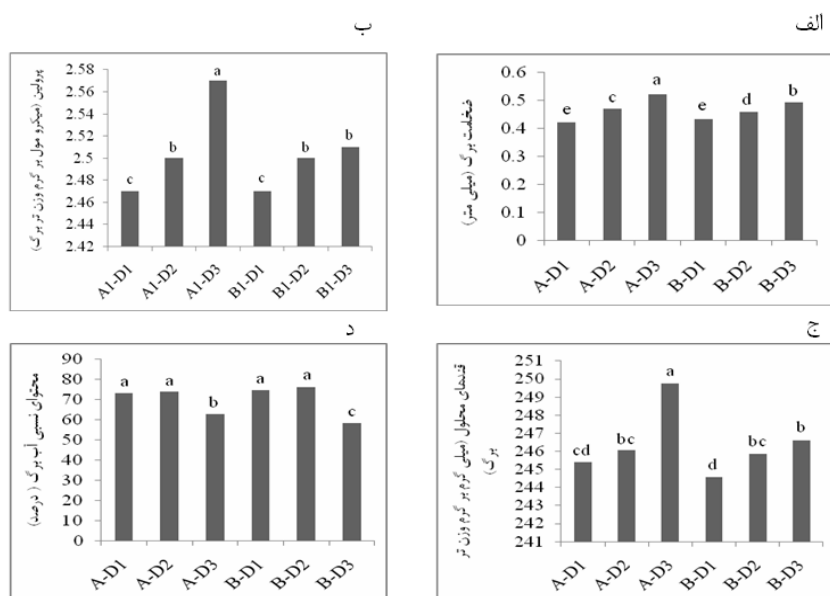 الف
ضخامت برگ (میلی متر)
0.6
0.5
0.4
0.3
0.2
0.1
0
e c a e d b
A-D1 A-D2 A-D3 B-D1 B-D2 B-D3
ب
پرولین (میکرو مول بر گرم وزن تر برگ)
2.58
2.56
2.54
2.52
2.5
2.48
2.46
2.44
2.42
c b a c b b
A1-D1 A1-D2 A1-D3 B1-D1 B1-D2 B1-D3
ج
قندهای محلول (میلی گرم بر گرم وزن تر
برگ)
251
250
249
248
247
246
245
244
243
242
241
cd bc a d bc b
A-D1 A-D2 A-D3 B-D1 B-D2 B-D3
د
محتوای نسبی آب برگ (درصد)
90
80
70
60
50
40
30
20
10
0
a a b a a c
A-D1 A-D2 A-D3 B-D1 B-D2 B-D3